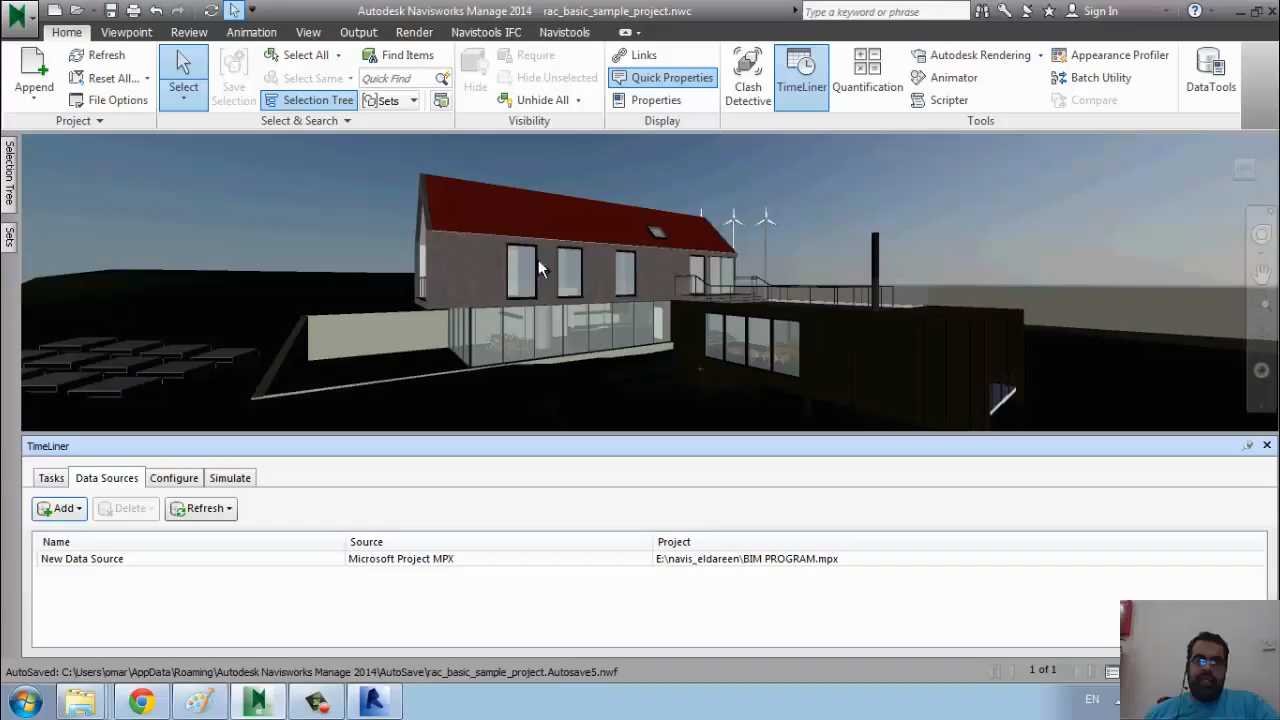 Autodesk Navisworks Manage 2014 rac_basic_sample_project.nwc
Type a keyword or phrase
Sign In
Home Viewpoint Review Animation View Output Render Navistools IFC Navistools
Append
Refresh
Reset All...
File Options
Project
Select
Save Selection
Select All
Select Same
Selection Tree
Find Items
Quick Find
Sets
Select & Search
Hide
Require
Hide Unselected
Unhide All
Visibility
Links
Quick Properties
Properties
Display
Clash Detective
TimeLiner
Quantification
Autodesk Rendering
Animator
Scripter
Appearance Profiler
Batch Utility
Compare
Tools
DataTools
Selection Tree
Sets
TimeLiner
Tasks Data Sources Configure Simulate
Add Delete Refresh
Name Source Project
New Data Source Microsoft Project MPX E:\navis_eldareen\BIM PROGRAM.mpx
AutoSaved: C:\Users\omar\AppData\Roaming\Autodesk Navisworks Manage 2014\AutoSave\rac_basic_sample_project.Autosave5.nwf
1 of 1
EN